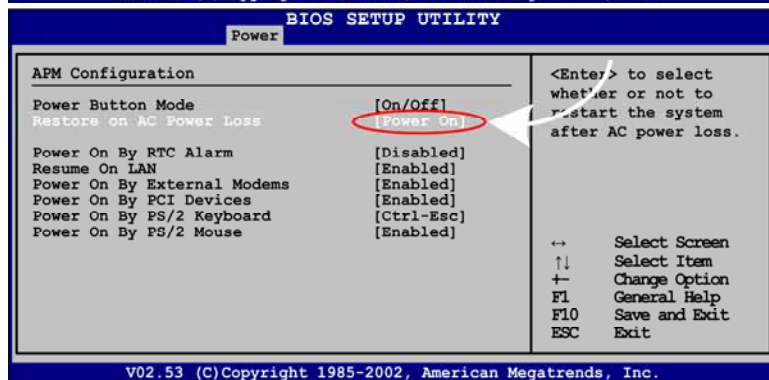 BIOS SETUP UTILITY
Power
APM Configuration
Power Button Mode [On/Off]
Restore on AC Power Loss [Power On]
Power On By RTC Alarm [Disabled]
Resume On LAN [Enabled]
Power On By External Modems [Enabled]
Power On By PCI Devices [Enabled]
Power On By PS/2 Keyboard [Ctrl-Esc]
Power On By PS/2 Mouse [Enabled]
<Enter> to select
whether or not to
restart the system
after AC power loss.
↔ Select Screen
↑↓ Select Item
+- Change Option
F1 General Help
F10 Save and Exit
ESC Exit
V02.53 (C)Copyright 1985-2002, American Megatrends, Inc.